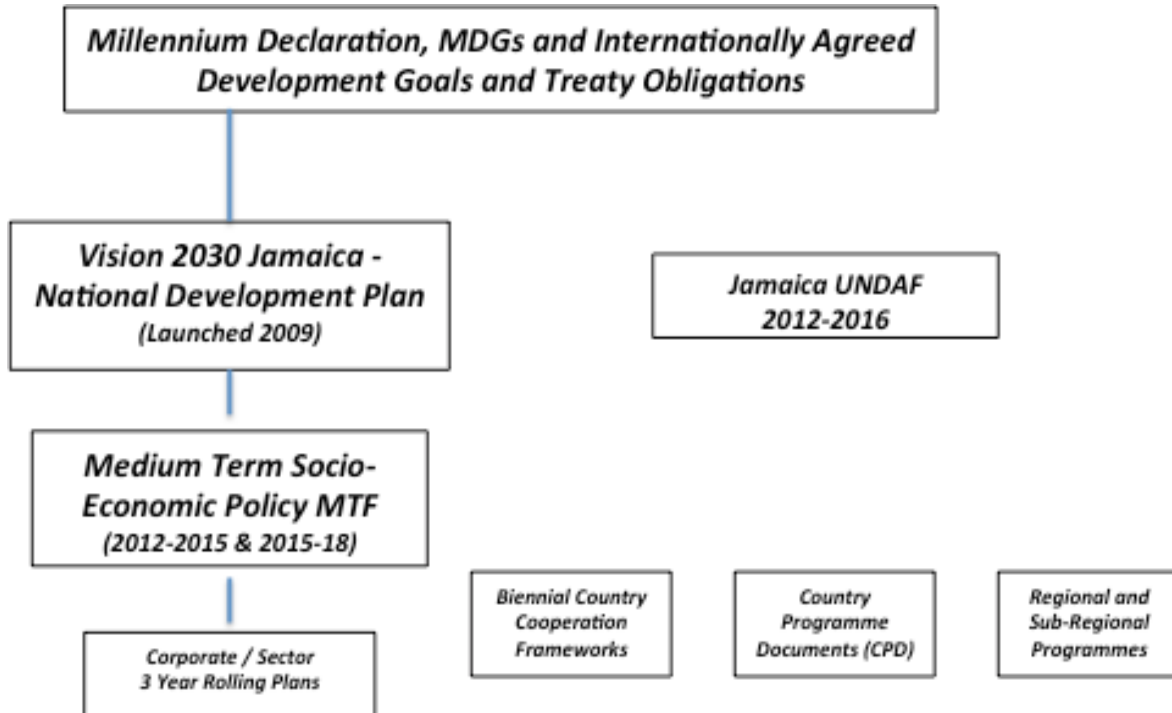 Millennium Declaration, MDGs and Internationally Agreed
Development Goals and Treaty Obligations
Vision 2030 Jamaica -
National Development Plan
(Launched 2009)
Jamaica UNDAF
2012-2016
Medium Term Socio-
Economic Policy MTF
(2012-2015 & 2015-18)
Biennial Country
Cooperation
Frameworks
Country
Programme
Documents (CPD)
Regional and
Sub-Regional
Programmes
Corporate / Sector
3 Year Rolling Plans